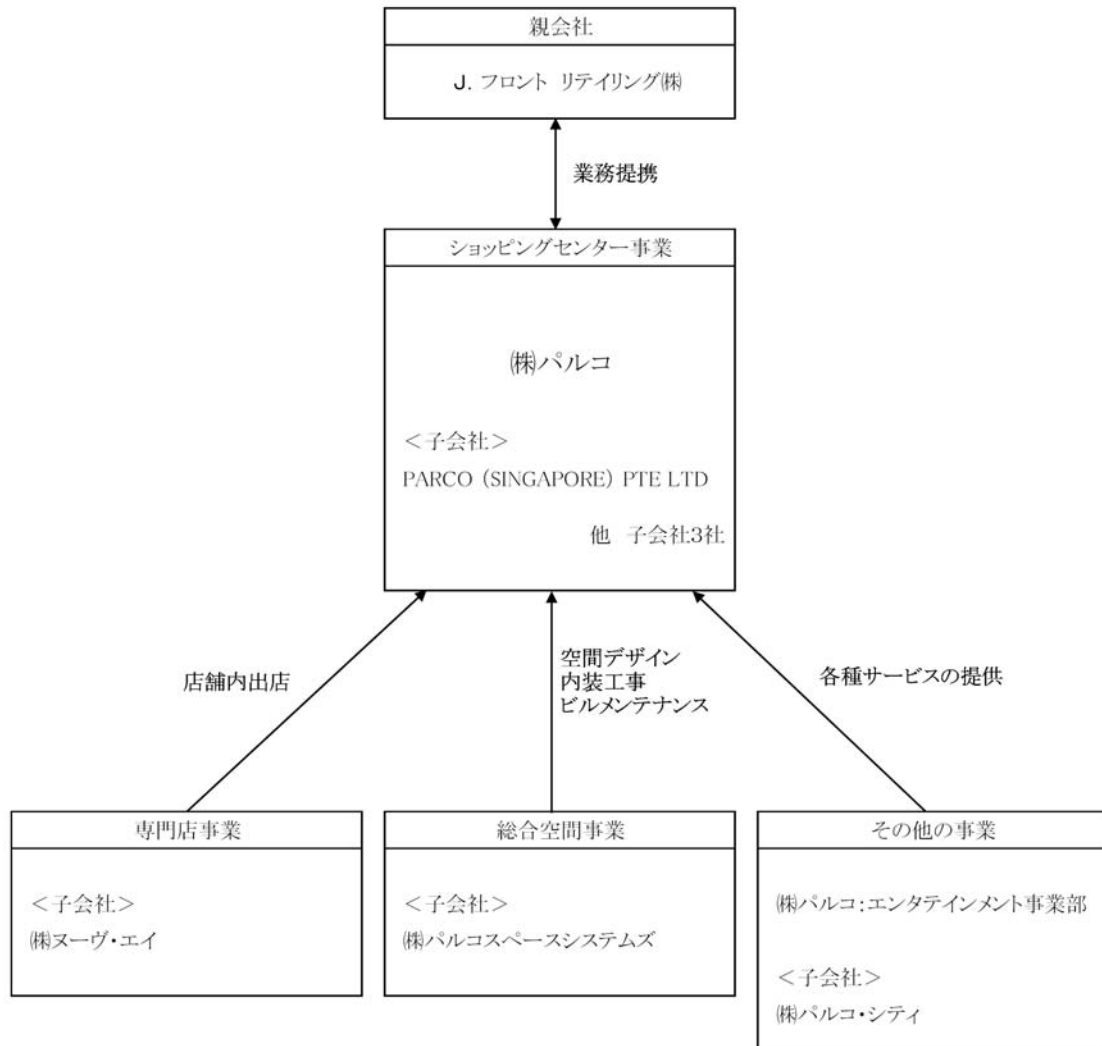 親会社
J. フロント リテイリング㈱
業務提携
ショッピングセンター事業
㈱パルコ
＜子会社＞
PARCO (SINGAPORE) PTE LTD
他 子会社3社
店舗内出店
空間デザイン
内装工事
ビルメンテナンス
各種サービスの提供
専門店事業
＜子会社＞
㈱ヌーヴ・エイ
総合空間事業
＜子会社＞
㈱パルコスペースシステムズ
その他の事業
㈱パルコ：エンタテインメント事業部
＜子会社＞
㈱パルコ・シティ